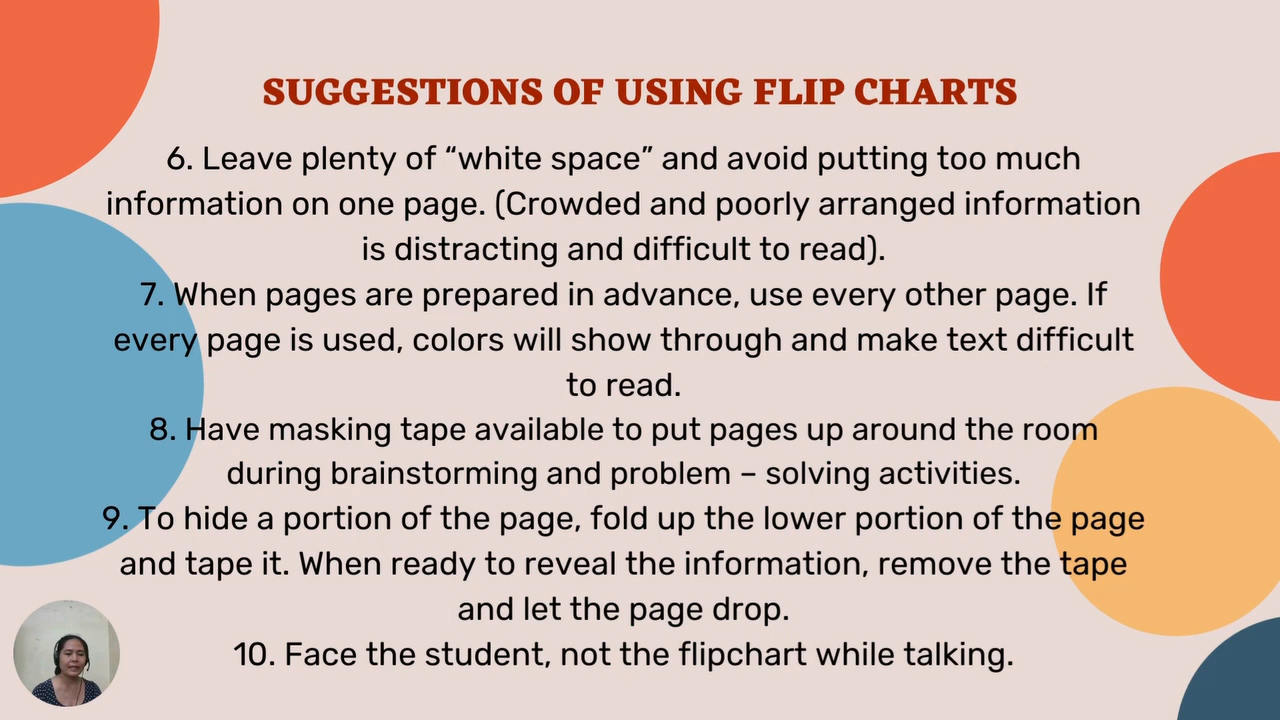 SUGGESTIONS OF USING FLIP CHARTS
6. Leave plenty of “white space” and avoid putting too much
information on one page. (Crowded and poorly arranged information
is distracting and difficult to read).
7. When pages are prepared in advance, use every other page. If
every page is used, colors will show through and make text difficult
to read.
8. Have masking tape available to put pages up around the room
during brainstorming and problem – solving activities.
9. To hide a portion of the page, fold up the lower portion of the page
and tape it. When ready to reveal the information, remove the tape
and let the page drop.
10. Face the student, not the flipchart while talking.